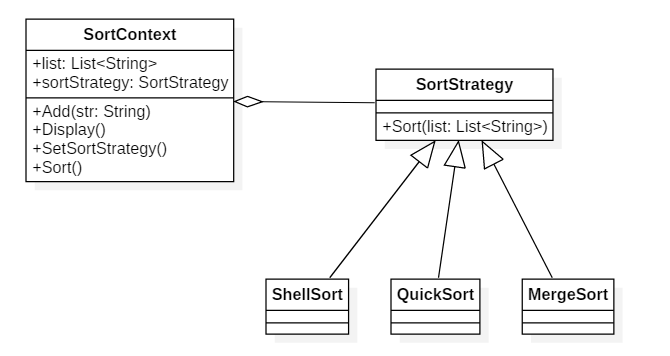 SortContext
+list: List<String>
+sortStrategy: SortStrategy
+Add(str: String)
+Display()
+SetSortStrategy()
+Sort()
SortStrategy
+Sort(list: List<String>)
ShellSort
QuickSort
MergeSort